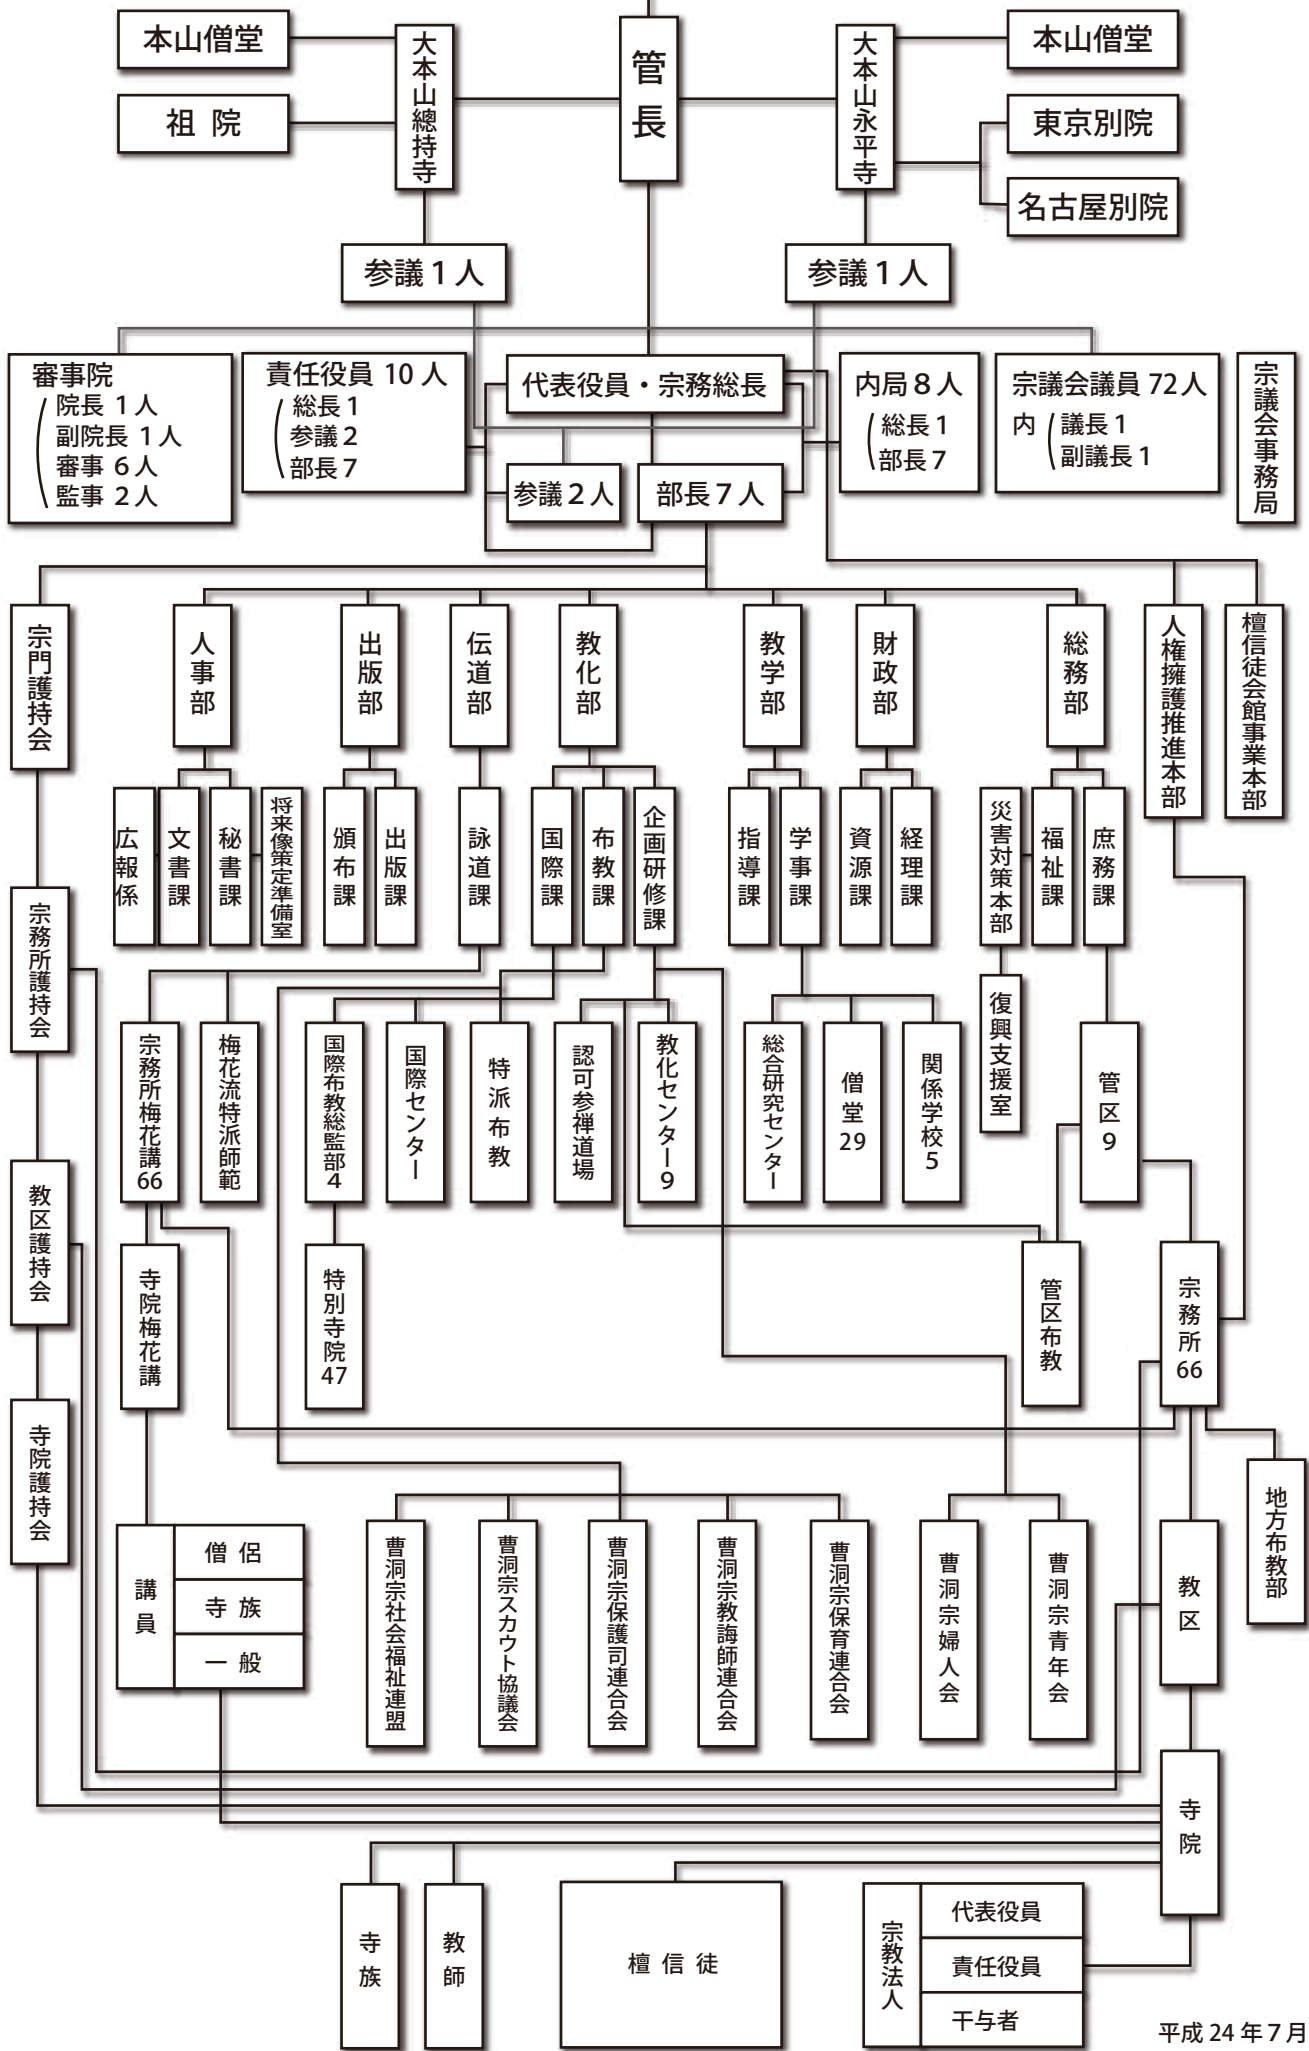 本山僧堂
大本山總持寺
管長
大本山永平寺
本山僧堂
祖院
東京別院
名古屋別院
参議1人
参議1人
審事院
院長 1人
副院長 1人
審事 6人
監事 2人
責任役員 10人
総長1
参議2
部長7
代表役員・宗務総長
内局8人
総長1
部長7
宗議会議員 72人
内
議長1
副議長1
宗議会事務局
参議2人
部長7人
宗門護持会
人事部
出版部
伝道部
教化部
教学部
財政部
総務部
人権擁護推進本部
檀信徒会館事業本部
広報係
文書課
秘書課
将来像策定準備室
頒布課
出版課
詠道課
国際課
布教課
企画研修課
指導課
学事課
資源課
経理課
災害対策本部
福祉課
庶務課
宗務所護持会
復興支援室
宗務所梅花講
66
梅花流特派師範
国際布教総監部
4
国際センター
特派布教
認可参禅道場
教化センター
9
総合研究センター
僧堂
29
関係学校
5
管区
9
教区護持会
寺院梅花講
特別寺院
47
管区布教
宗務所
66
寺院護持会
地方布教部
講員
僧侶
寺族
一般
曹洞宗社会福祉連盟
曹洞宗スカウト協議会
曹洞宗保護司連合会
曹洞宗教誨師連合会
曹洞宗保育連合会
曹洞宗婦人会
曹洞宗青年会
教区
寺院
寺族
教師
檀信徒
宗教法人
代表役員
責任役員
干与者
平成24年7月